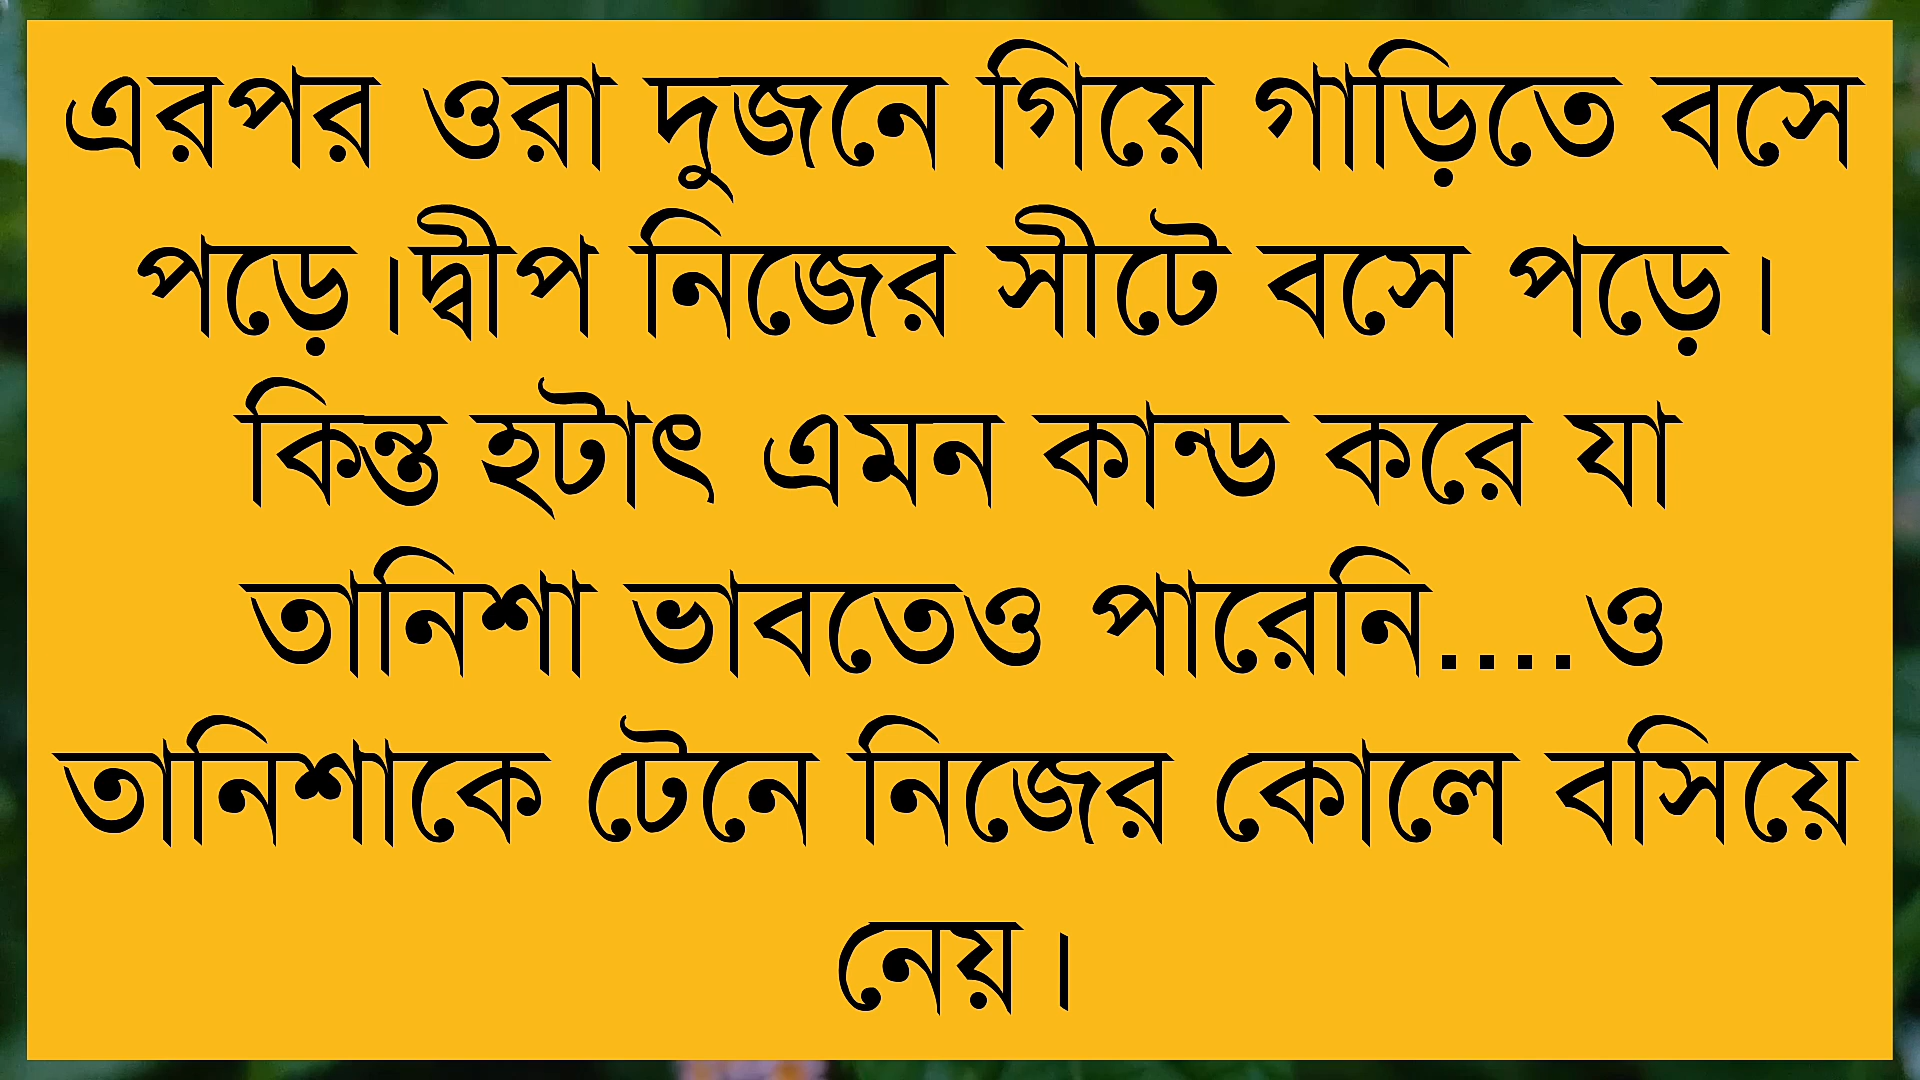 এরপর ওরা দুজনে গিয়ে গাড়িতে বসে
পড়ে।দ্বীপ নিজের সীটে বসে পড়ে।
কিন্ত হটাৎ এমন কান্ড করে যা
তানিশা ভাবতেও পারেনি....ও
তানিশাকে টেনে নিজের কোলে বসিয়ে
নেয়।